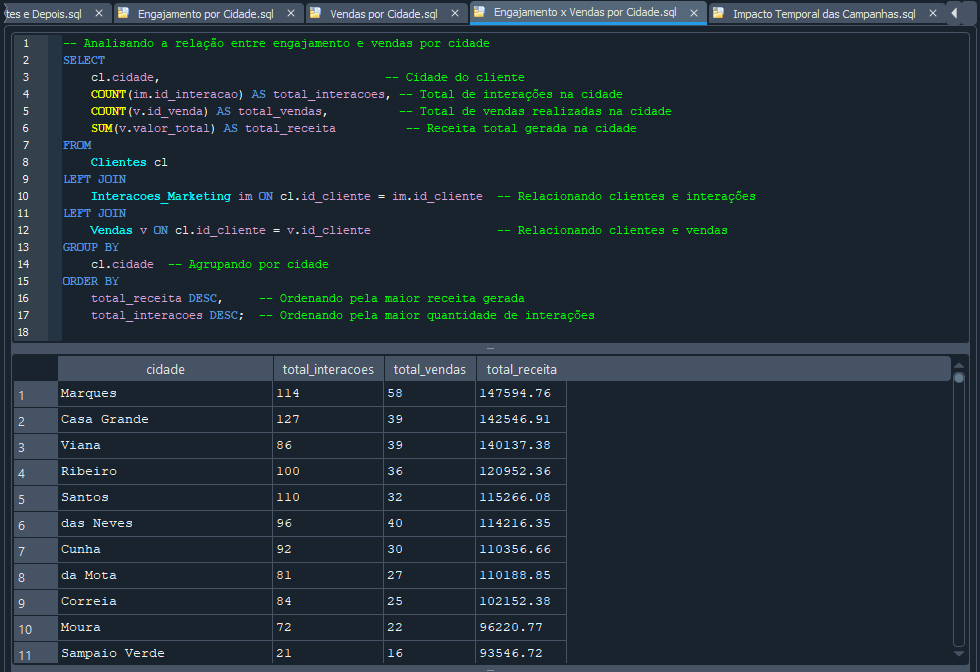 tes e Depois.sql × Engajamento por Cidade.sql × Vendas por Cidade.sql × Engajamento x Vendas por Cidade.sql × Impacto Temporal das Campanhas.sql ×
1 -- Analisando a relação entre engajamento e vendas por cidade
2 SELECT
3 cl.cidade, -- Cidade do cliente
4 COUNT(im.id_interacao) AS total_interacoes, -- Total de interações na cidade
5 COUNT(v.id_venda) AS total_vendas, -- Total de vendas realizadas na cidade
6 SUM(v.valor_total) AS total_receita -- Receita total gerada na cidade
7 FROM
8 Clientes cl
9 LEFT JOIN
10 Interacoes_Marketing im ON cl.id_cliente = im.id_cliente -- Relacionando clientes e interações
11 LEFT JOIN
12 Vendas v ON cl.id_cliente = v.id_cliente -- Relacionando clientes e vendas
13 GROUP BY
14 cl.cidade -- Agrupando por cidade
15 ORDER BY
16 total_receita DESC, -- Ordenando pela maior receita gerada
17 total_interacoes DESC; -- Ordenando pela maior quantidade de interações
18
cidade total_interacoes total_vendas total_receita
1 Marques 114 58 147594.76
2 Casa Grande 127 39 142546.91
3 Viana 86 39 140137.38
4 Ribeiro 100 36 120952.36
5 Santos 110 32 115266.08
6 das Neves 96 40 114216.35
7 Cunha 92 30 110356.66
8 da Mota 81 27 110188.85
9 Correia 84 25 102152.38
10 Moura 72 22 96220.77
11 Sampaio Verde 21 16 93546.72